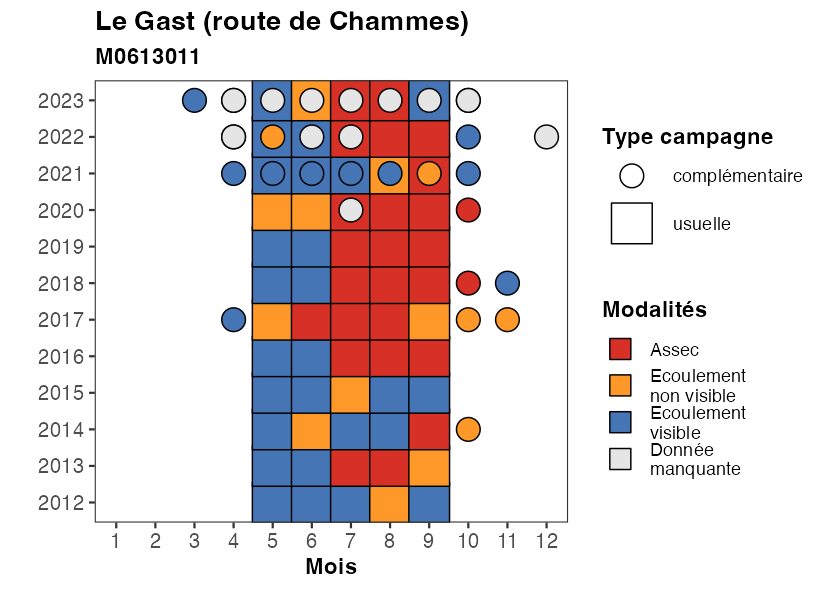 Le Gast (route de Chammes)
M0613011
2023
2022
2021
2020
2019
2018
2017
2016
2015
2014
2013
2012
1 2 3 4 5 6 7 8 9 10 11 12
Mois
Type campagne
complémentaire
usuelle
Modalités
Assec
Ecoulement
non visible
Ecoulement
visible
Donnée
manquante